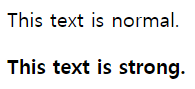 This text is normal.
This text is strong.